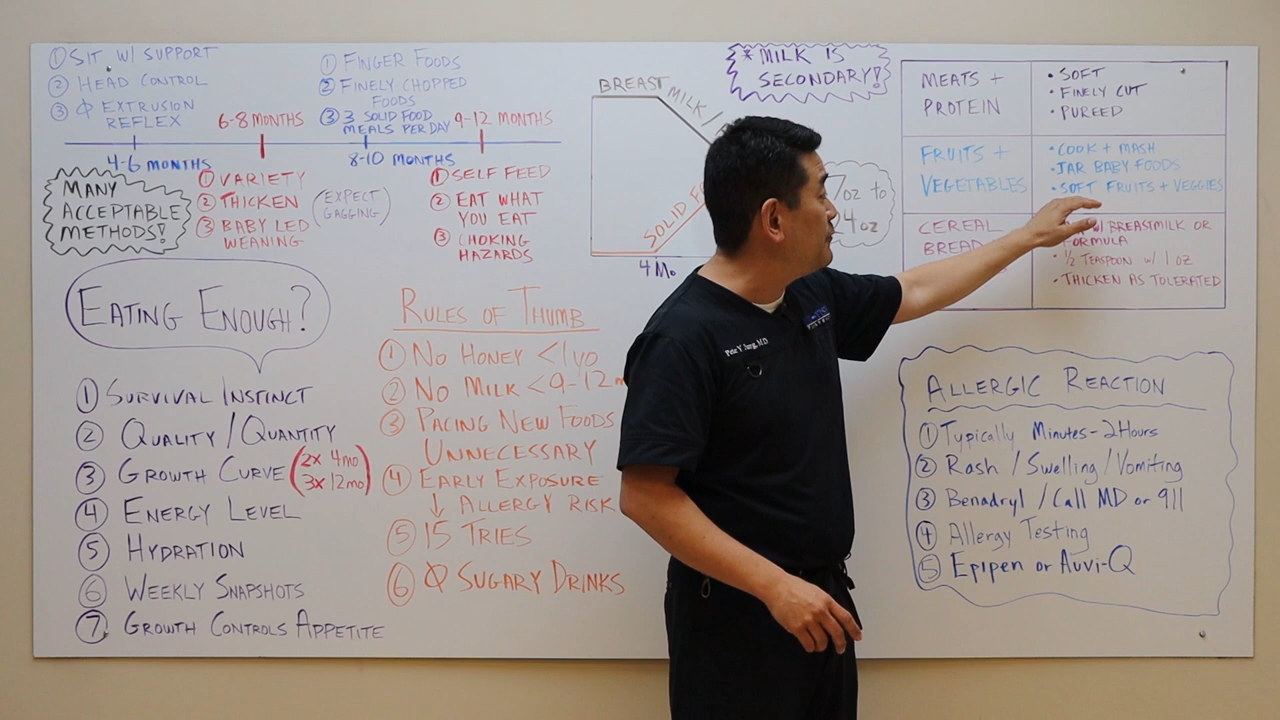 ① SIT W/ SUPPORT
② HEAD CONTROL
③ Φ EXTRUSION
REFLEX
4-6 MONTHS
6-8 MONTHS
① VARIETY
② THICKEN
③ BABY LED
WEANING
(EXPECT
GAGGING)
① FINGER FOODS
② FINELY CHOPPED
FOODS
③ 3 SOLID FOOD
MEALS PER DAY
8-10 MONTHS
9-12 MONTHS
① SELF FEED
② EAT WHAT
YOU EAT
③ CHOKING
HAZARDS
MANY
ACCEPTABLE
METHODS!
BREAST MILK/
SOLID
4 Mo
* MILK IS
SECONDARY!
oz to
4oz
MEATS +
PROTEIN
• SOFT
• FINELY CUT
• PUREED
FRUITS +
VEGETABLES
• COOK + MASH
• JAR BABY FOODS
• SOFT FRUITS + VEGGIES
CEREAL
BREAD
W/ BREASTMILK OR
FORMULA
• ½ TEASPOON W/ 1 OZ
• THICKEN AS TOLERATED
EATING ENOUGH?
① SURVIVAL INSTINCT
② QUALITY/QUANTITY
③ GROWTH CURVE (2x 4mo
3x 12mo)
④ ENERGY LEVEL
⑤ HYDRATION
⑥ WEEKLY SNAPSHOTS
⑦ GROWTH CONTROLS APPETITE
RULES OF THUMB
① NO HONEY <1yo
② NO MILK <9-12m
③ PACING NEW FOODS
UNNECESSARY
④ EARLY EXPOSURE
↓ ALLERGY RISK
⑤ 15 TRIES
⑥ Φ SUGARY DRINKS
ALLERGIC REACTION
① Typically Minutes-2Hours
② Rash/Swelling/Vomiting
③ Benadryl/Call MD or 911
④ Allergy Testing
⑤ Epipen or Auvi-Q